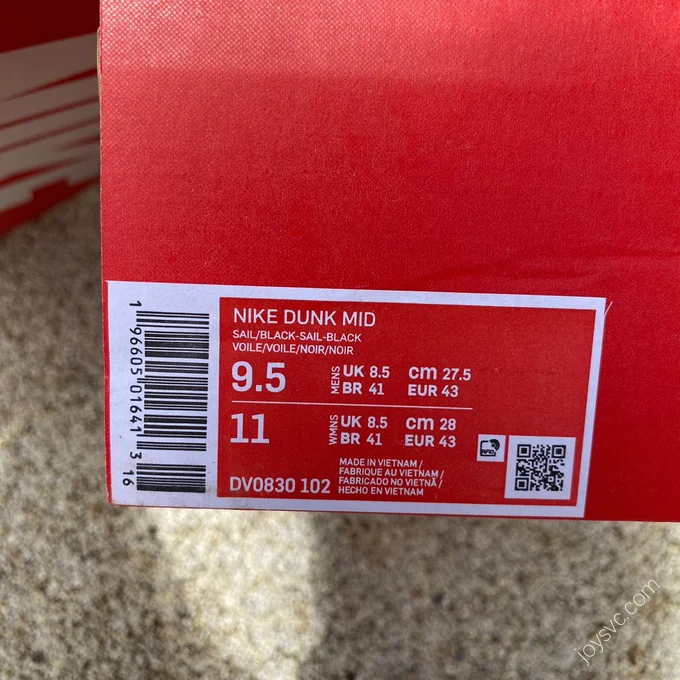 NIKE DUNK MID
SAIL/BLACK-SAIL-BLACK
VOILE/VOILE/NOIR/NOIR
9.5 MENS UK 8.5 cm 27.5
BR 41 EUR 43
11 WMNS UK 8.5 cm 28
BR 41 EUR 43
DV0830 102
MADE IN VIETNAM /
FABRIQUE AU VIETNAM /
FABRICADO NO VIETNÃ /
HECHO EN VIETNAM
RFID
1 96605 01641 3 16
joysvc.com